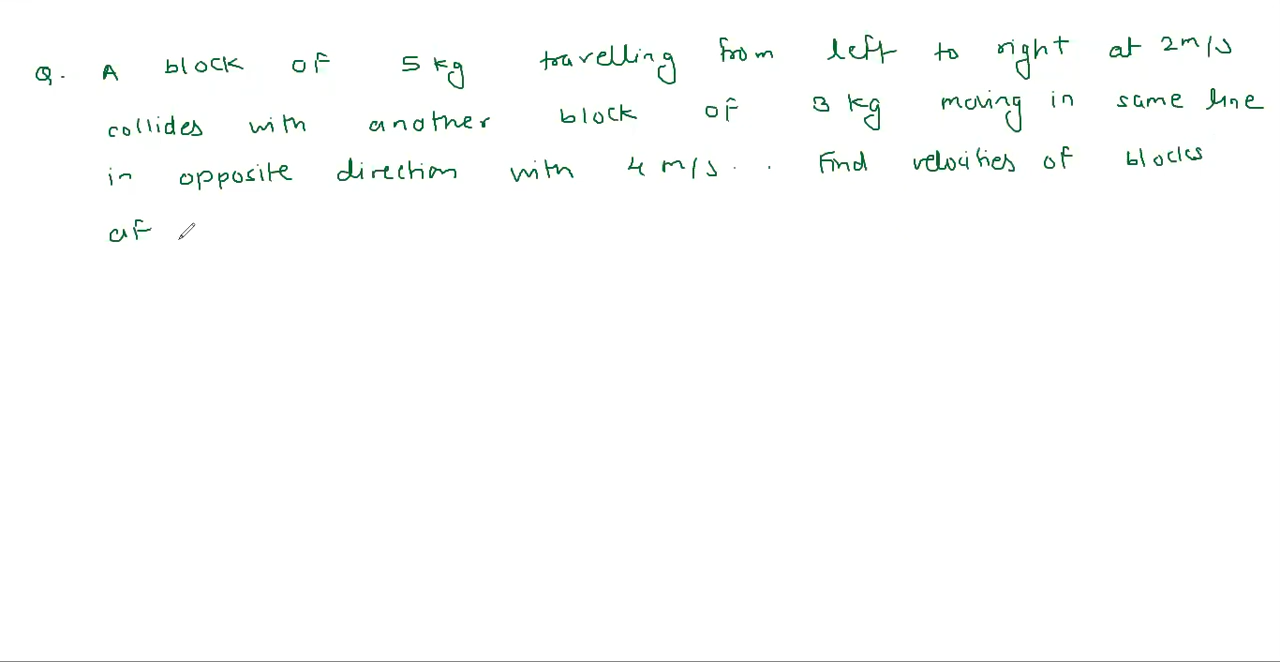 Q. A block of 5 kg travelling from left to right at 2m/s
collides with another block of 3 kg moving in same line
in opposite direction with 4 m/s. . Find velocities of blocks
af